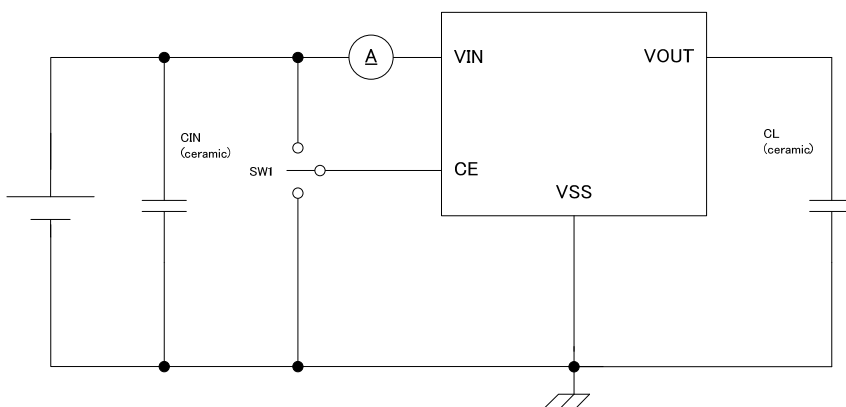 A
VIN
VOUT
CIN
(ceramic)
CL
(ceramic)
SW1
CE
VSS